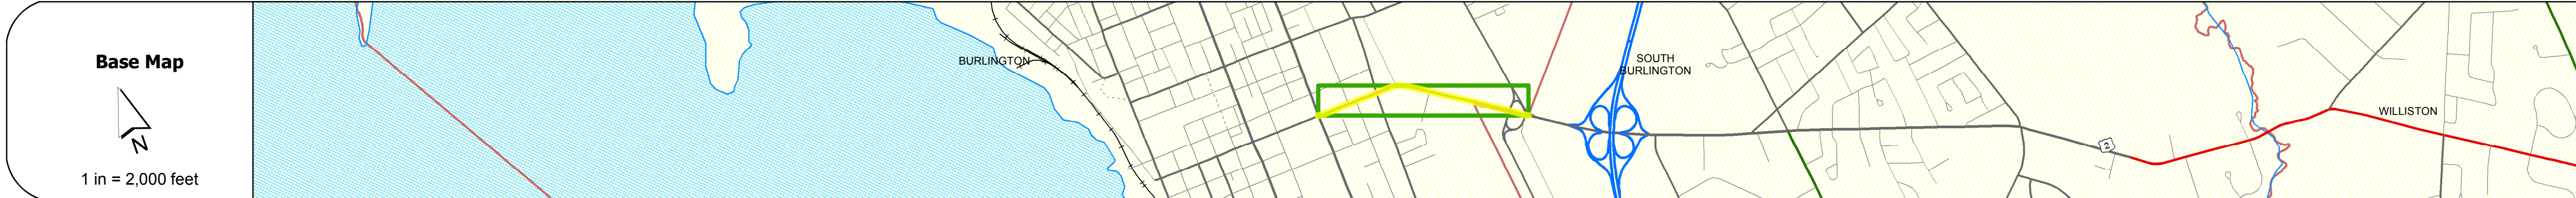 Base Map
N
1 in = 2,000 feet
BURLINGTON
SOUTH
BURLINGTON
2
WILLISTON